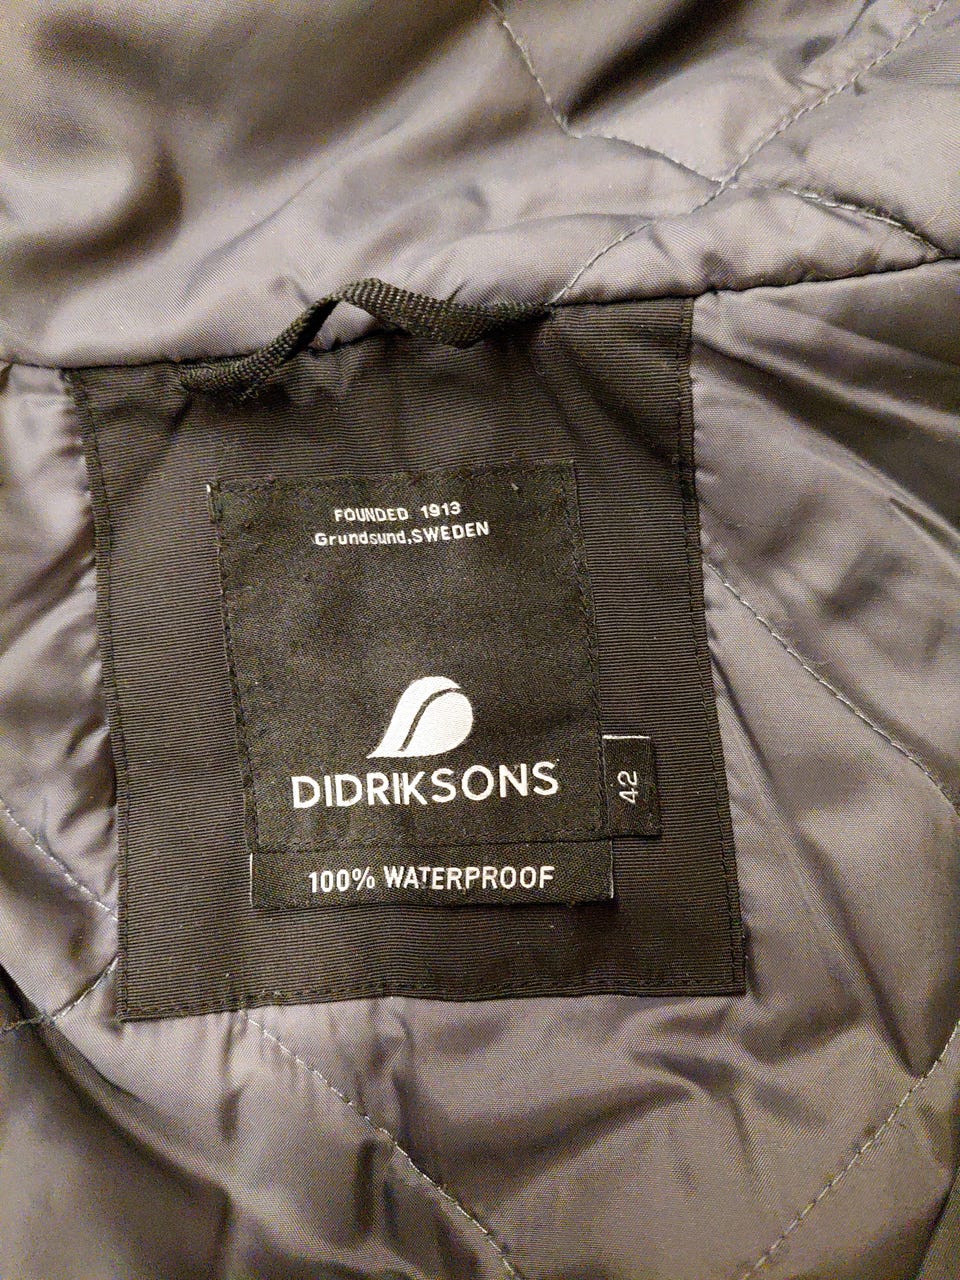 FOUNDED 1913
Grundsund,SWEDEN
DIDRIKSONS
42
100% WATERPROOF